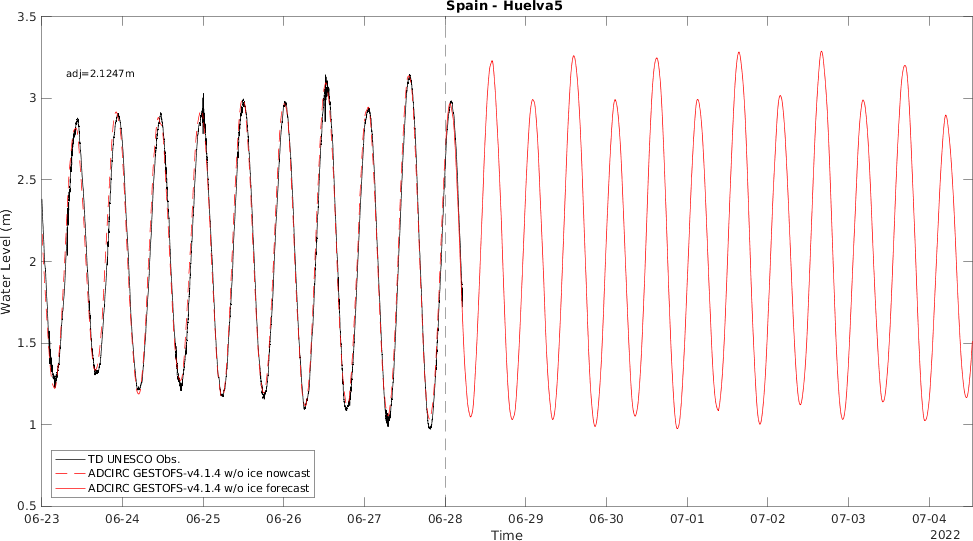 Spain - Huelva5
3.5
3
2.5
2
1.5
1
0.5
Water Level (m)
adj=2.1247m
TD UNESCO Obs.
ADCIRC GESTOFS-v4.1.4 w/o ice nowcast
ADCIRC GESTOFS-v4.1.4 w/o ice forecast
06-23 06-24 06-25 06-26 06-27 06-28 06-29 06-30 07-01 07-02 07-03 07-04
Time
2022